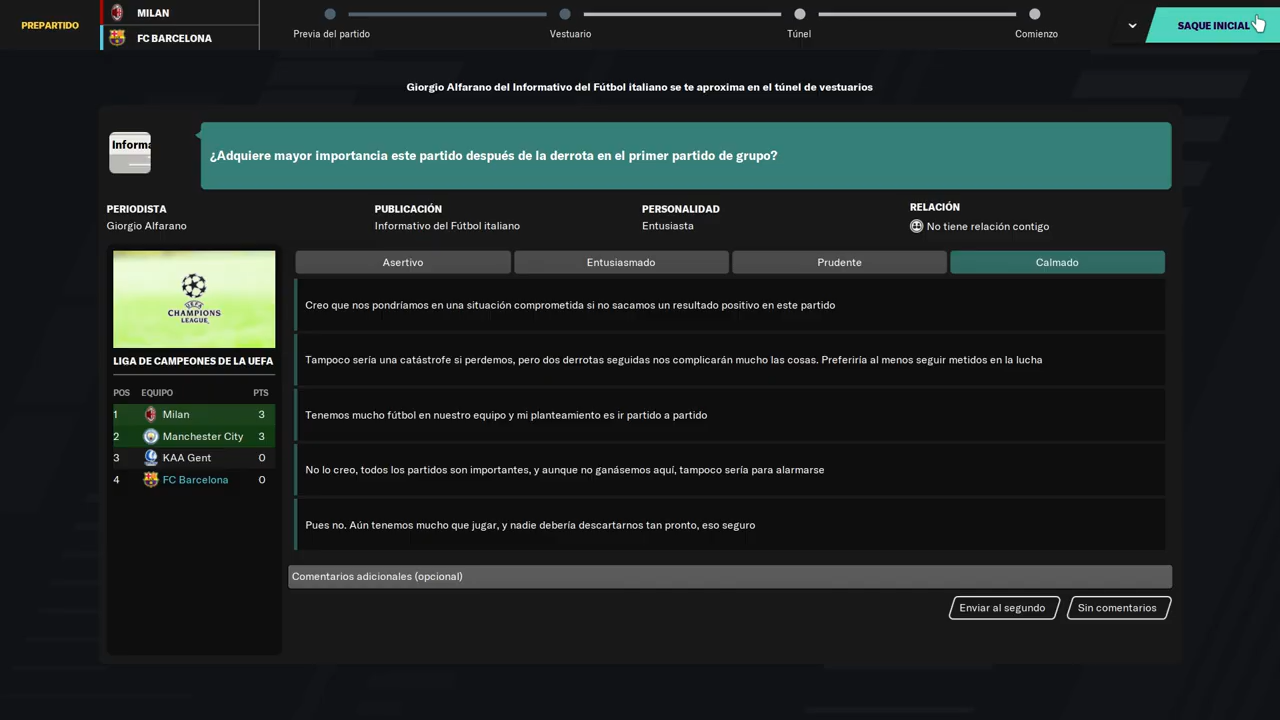 PREPARTIDO
MILAN
FC BARCELONA
Previa del partido
Vestuario
Túnel
Comienzo
SAQUE INICIAL
Giorgio Alfarano del Informativo del Fútbol italiano se te aproxima en el túnel de vestuarios
Informa
¿Adquiere mayor importancia este partido después de la derrota en el primer partido de grupo?
PERIODISTA
Giorgio Alfarano
PUBLICACIÓN
Informativo del Fútbol italiano
PERSONALIDAD
Entusiasta
RELACIÓN
No tiene relación contigo
UEFA
CHAMPIONS
LEAGUE
LIGA DE CAMPEONES DE LA UEFA
POS EQUIPO PTS
1 Milan 3
2 Manchester City 3
3 KAA Gent 0
4 FC Barcelona 0
Asertivo
Entusiasmado
Prudente
Calmado
Creo que nos pondríamos en una situación comprometida si no sacamos un resultado positivo en este partido
Tampoco sería una catástrofe si perdemos, pero dos derrotas seguidas nos complicarán mucho las cosas. Preferiría al menos seguir metidos en la lucha
Tenemos mucho fútbol en nuestro equipo y mi planteamiento es ir partido a partido
No lo creo, todos los partidos son importantes, y aunque no ganásemos aquí, tampoco sería para alarmarse
Pues no. Aún tenemos mucho que jugar, y nadie debería descartarnos tan pronto, eso seguro
Comentarios adicionales (opcional)
Enviar al segundo
Sin comentarios